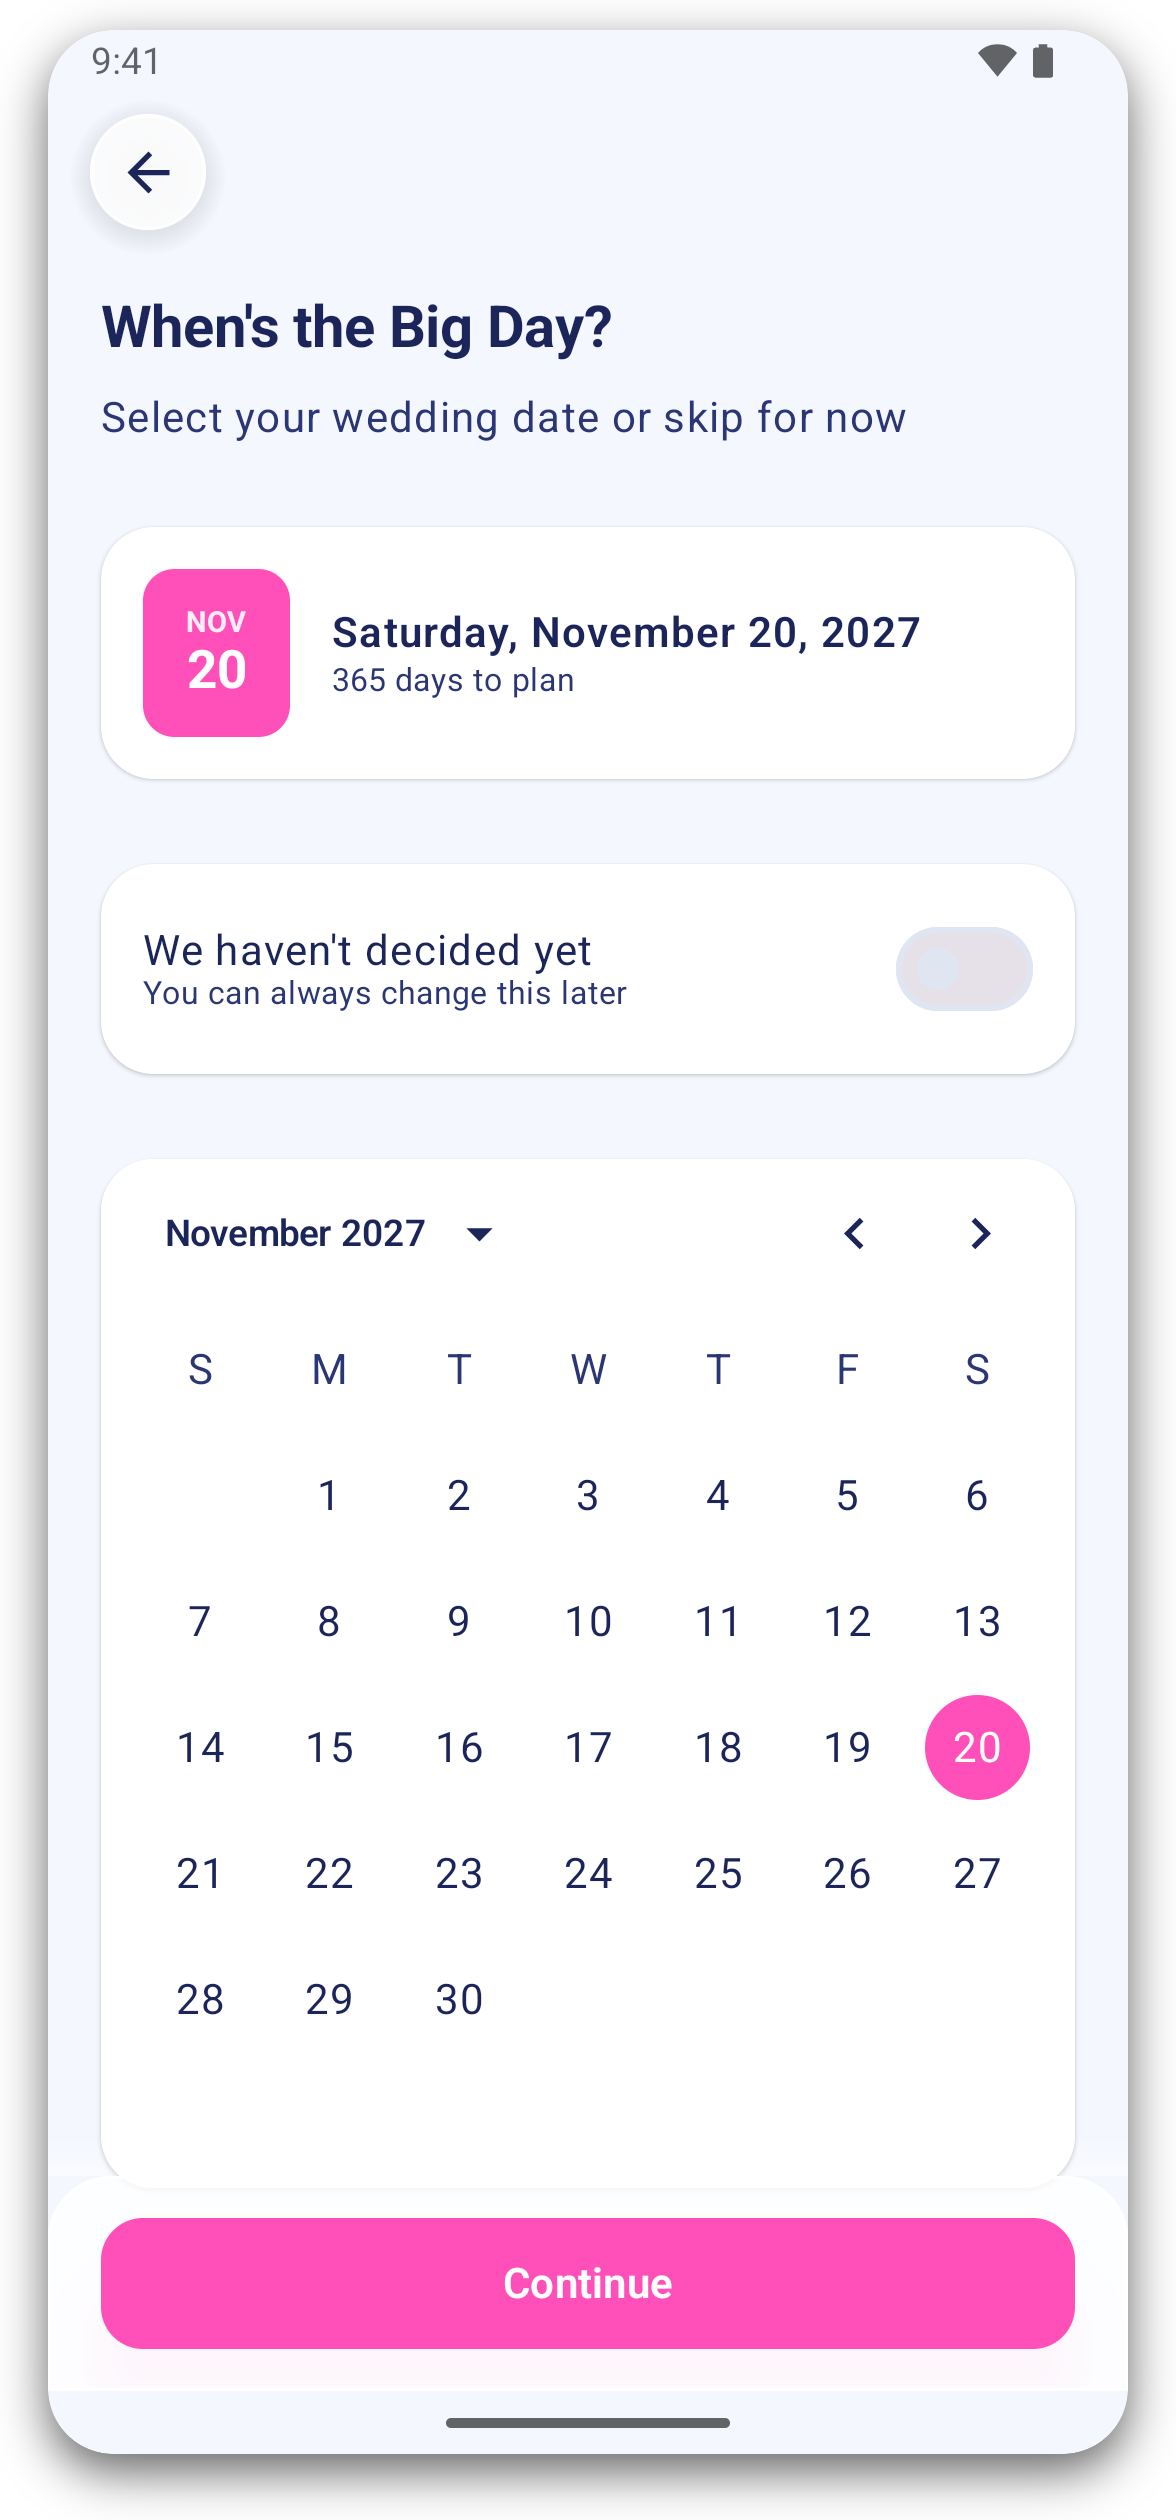 9:41
When's the Big Day?
Select your wedding date or skip for now
NOV
20
Saturday, November 20, 2027
365 days to plan
We haven't decided yet
You can always change this later
November 2027
S M T W T F S
1 2 3 4 5 6
7 8 9 10 11 12 13
14 15 16 17 18 19 20
21 22 23 24 25 26 27
28 29 30
Continue